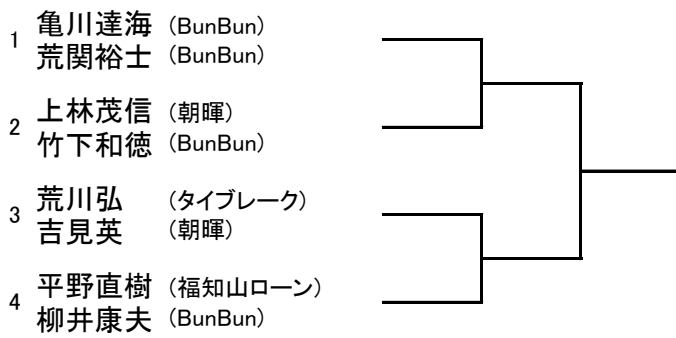 1 亀川達海 (BunBun)
荒関裕士 (BunBun)
2 上林茂信 (朝暉)
竹下和徳 (BunBun)
3 荒川弘 (タイブレーク)
吉見英 (朝暉)
4 平野直樹 (福知山ローン)
柳井康夫 (BunBun)